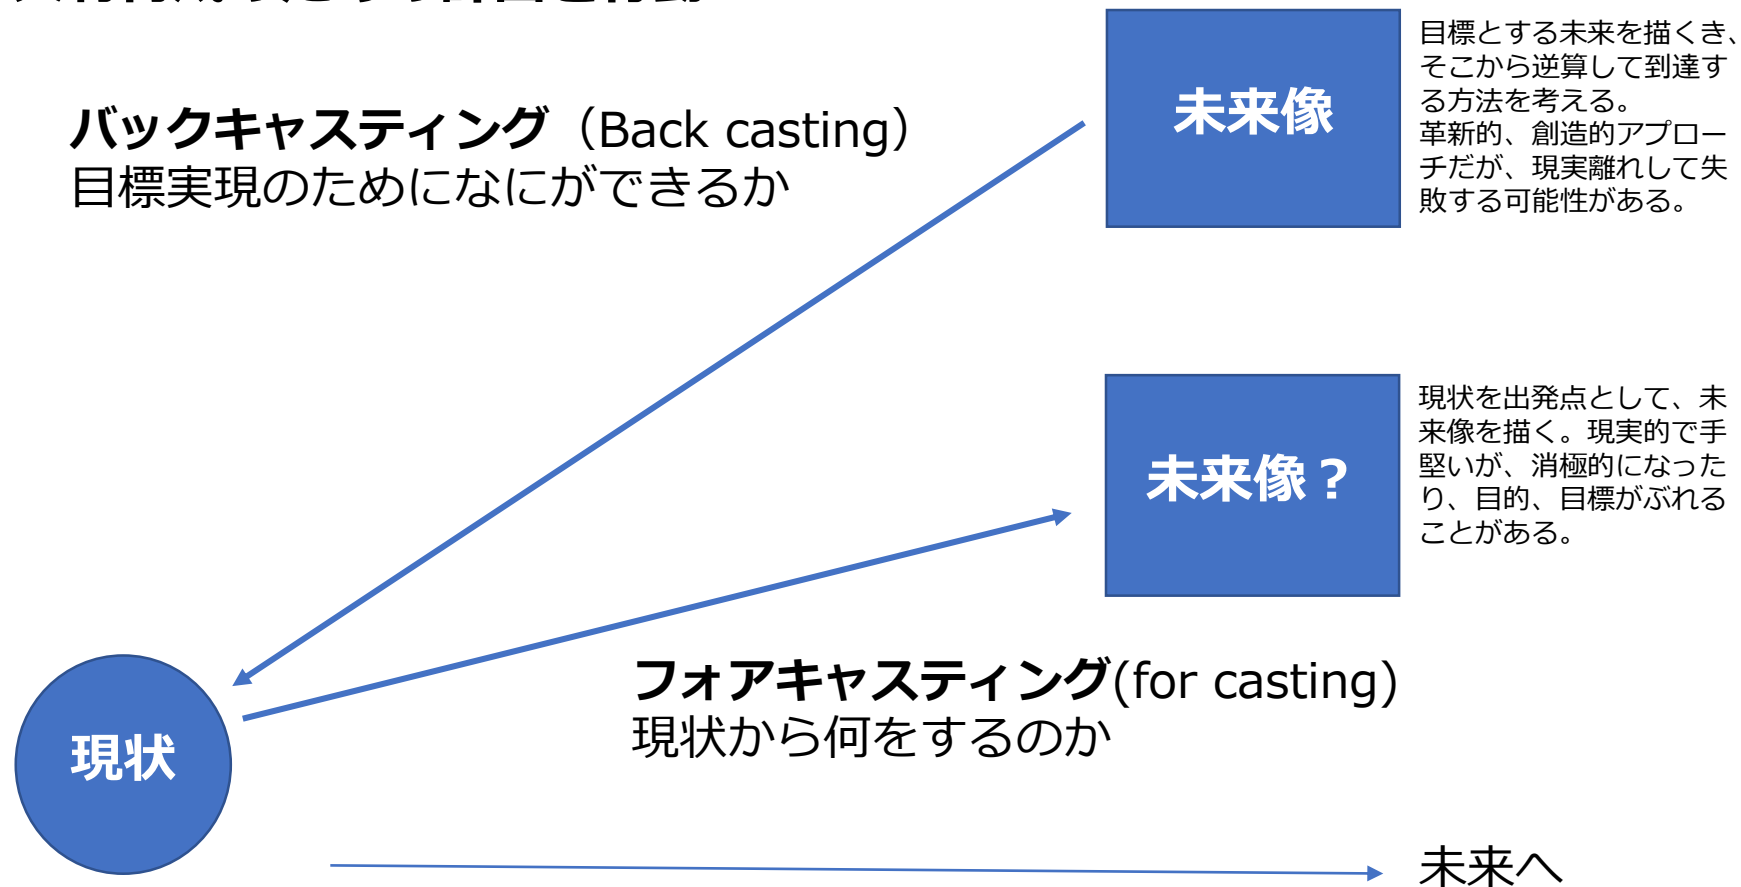 バックキャスティング（Back casting）
目標実現のためになにができるか
未来像
目標とする未来を描くき、
そこから逆算して到達す
る方法を考える。
革新的、創造的アプロー
チだが、現実離れして失
敗する可能性がある。
未来像？
現状を出発点として、未
来像を描く。現実的で手
堅いが、消極的になった
り、目的、目標がぶれる
ことがある。
フォアキャスティング(for casting)
現状から何をするのか
現状
未来へ